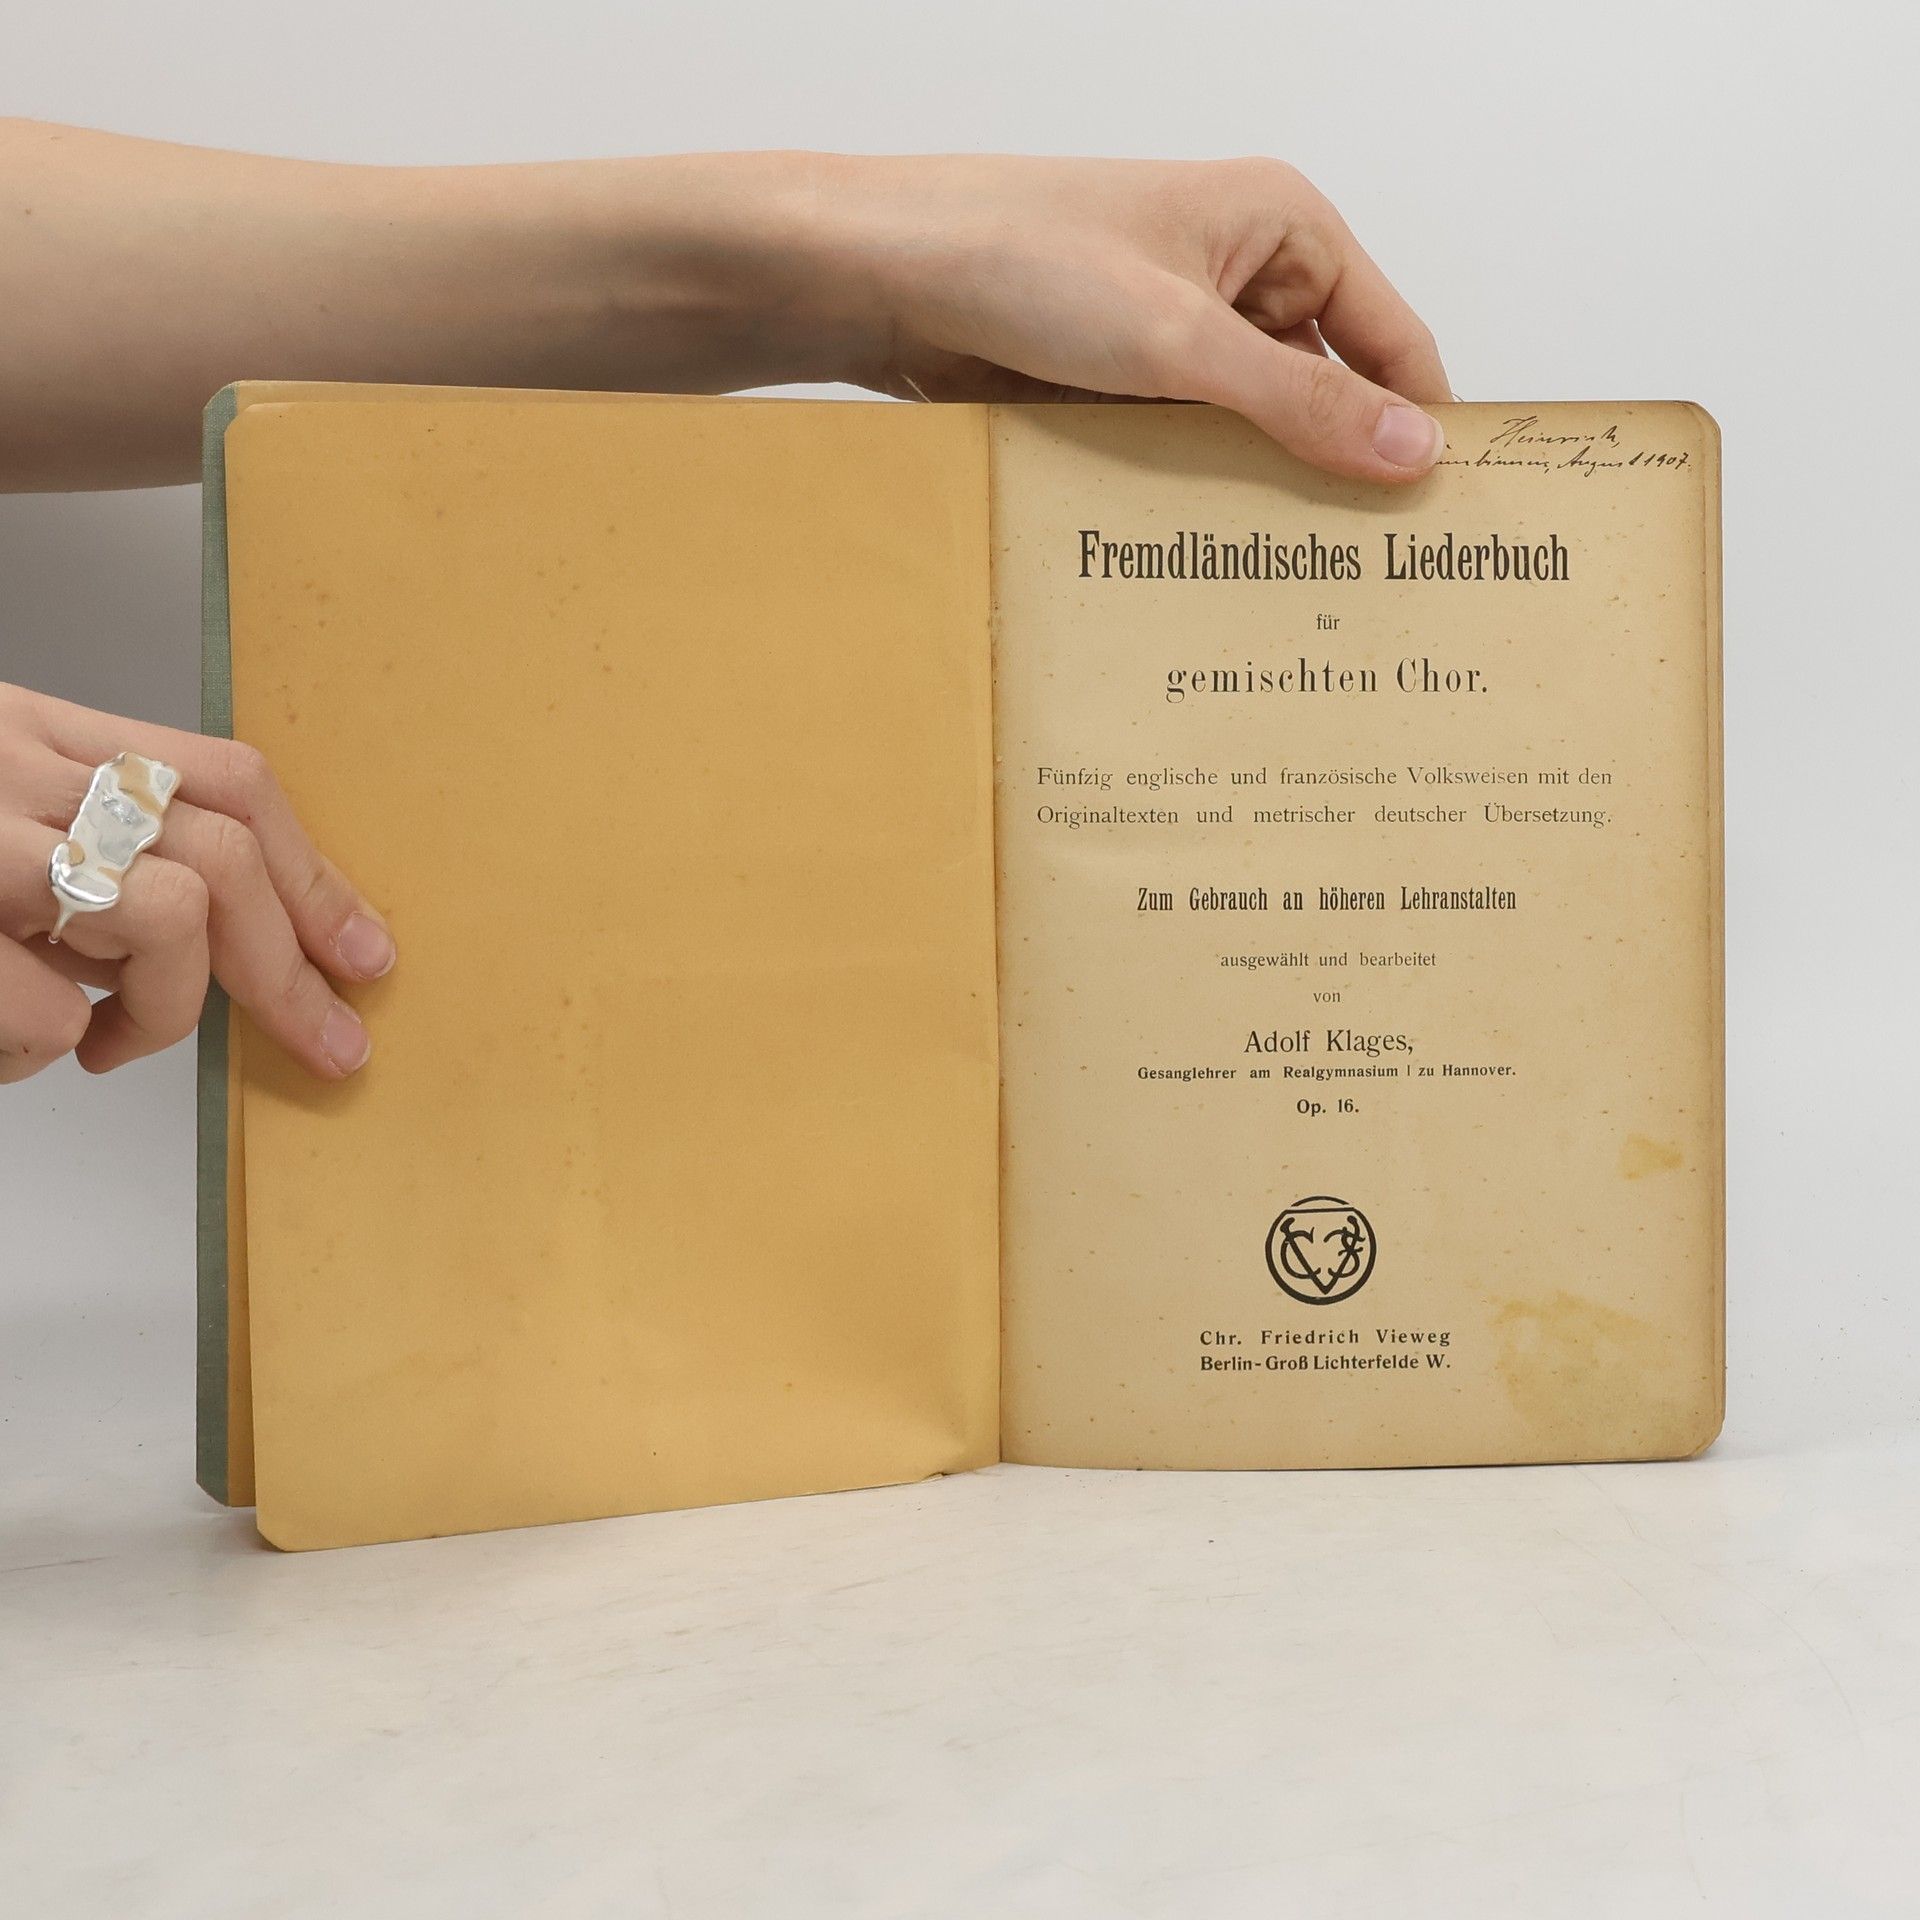 Heinrich,
August 1907.
Fremdländisches Liederbuch
für
gemischten Chor.
Fünfzig englische und französische Volksweisen mit den
Originaltexten und metrischer deutscher Übersetzung.
Zum Gebrauch an höheren Lehranstalten
ausgewählt und bearbeitet
von
Adolf Klages,
Gesanglehrer am Realgymnasium I zu Hannover.
Op. 16.
Chr. Friedrich Vieweg
Berlin-Groß Lichterfelde W.